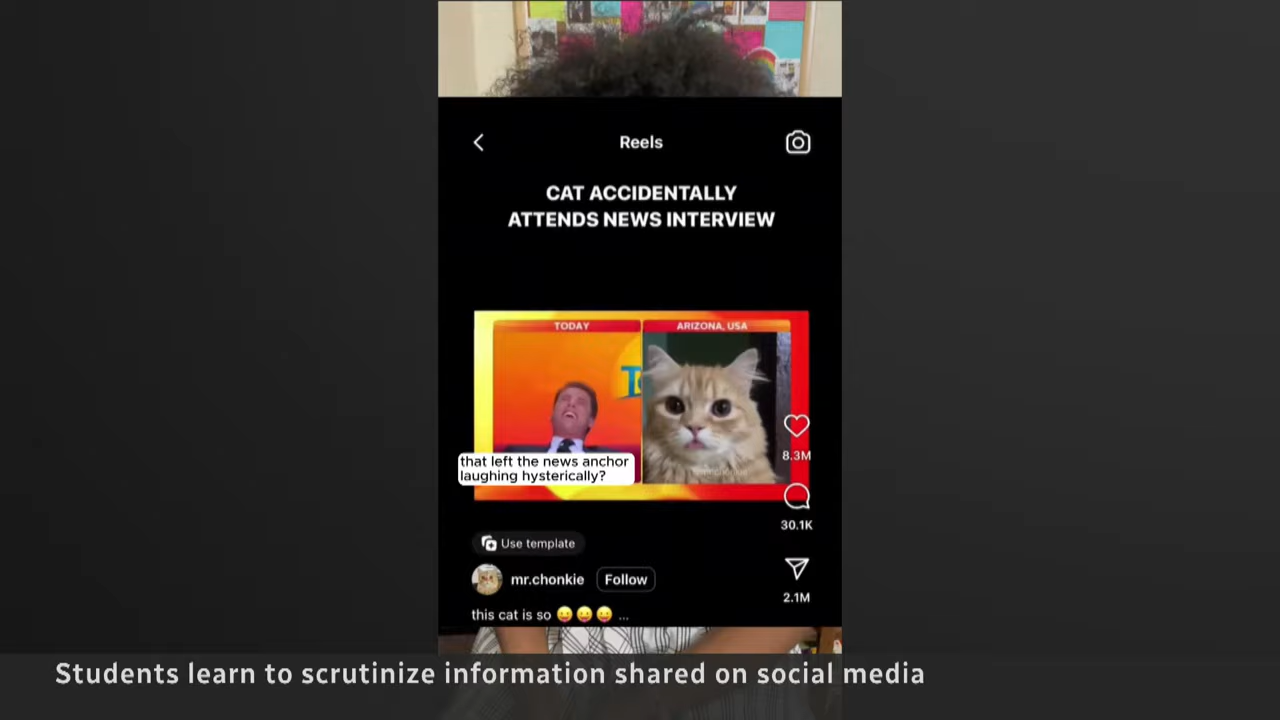 Reels
CAT ACCIDENTALLY
ATTENDS NEWS INTERVIEW
TODAY
ARIZONA, USA
that left the news anchor
laughing hysterically?
8.3M
30.1K
Use template
mr.chonkie
Follow
2.1M
this cat is so 😛 😛 😛 ...
Students learn to scrutinize information shared on social media